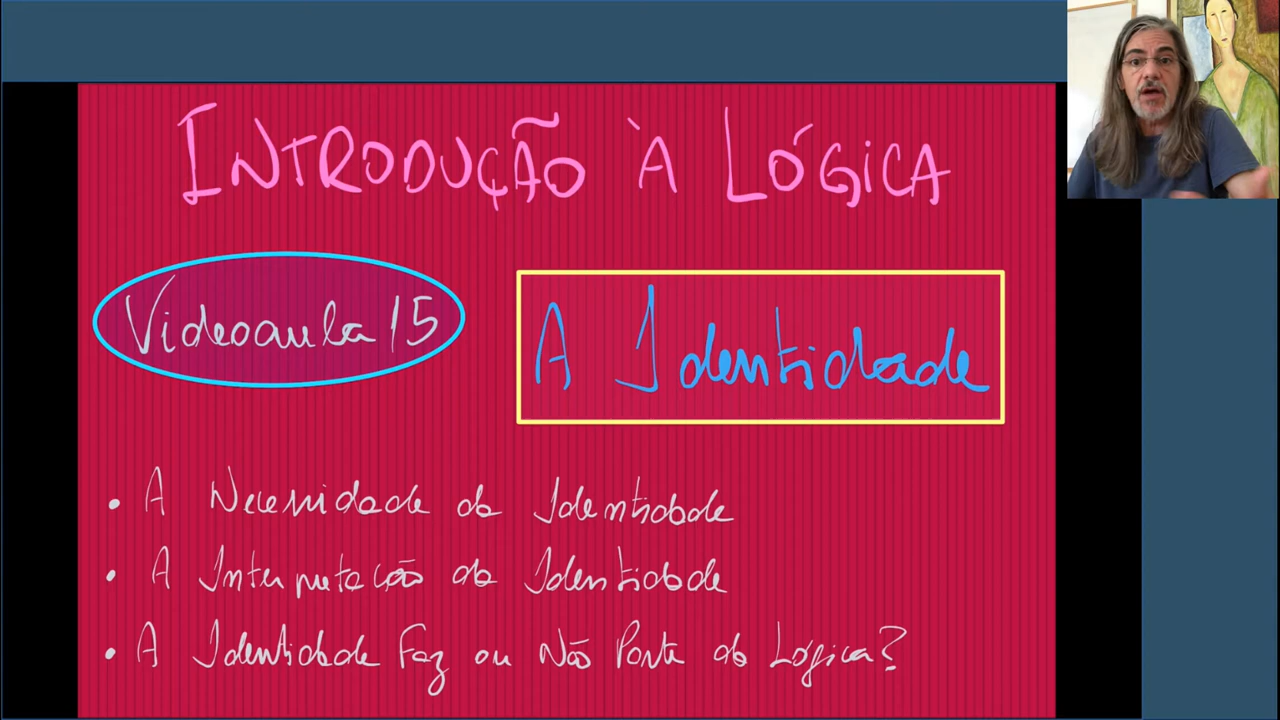 INTRODUÇÃO À LÓGICA
Videoaula 15
A Identidade
• A Necessidade da Identidade
• A Interpretação da Identidade
• A Identidade Faz ou Não Parte da Lógica?